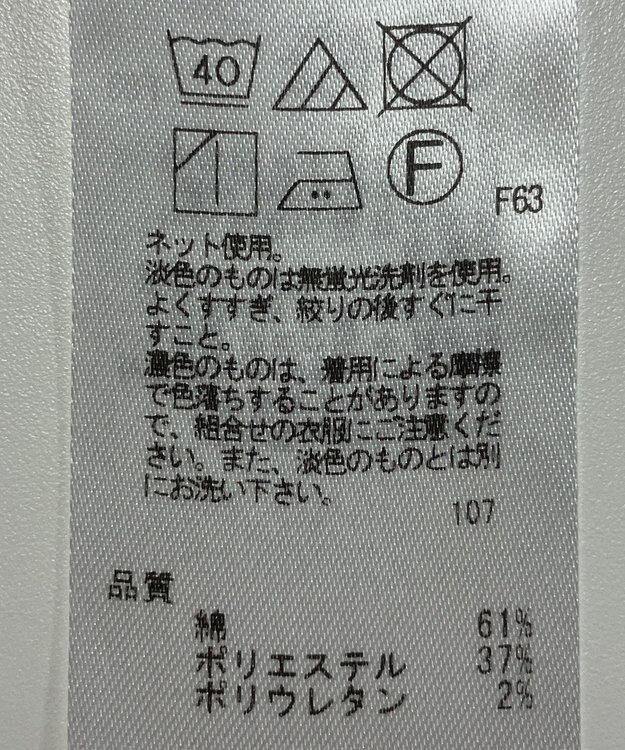 40
F
F63
ネット使用。
淡色のものは無蛍光洗剤を使用。
よくすすぎ、絞りの後すぐに干
すこと。
濃色のものは、着用による摩擦
で色落ちすることがありますの
で、組合せの衣服にご注意くだ
さい。また、淡色のものとは別
にお洗い下さい。
107
品質
綿 61%
ポリエステル 37%
ポリウレタン 2%